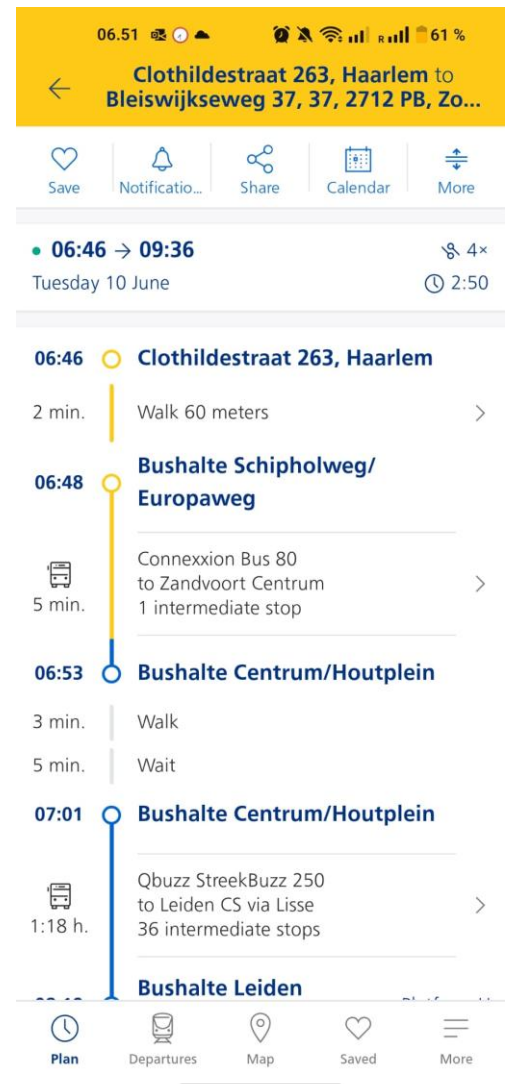 06.51 61 %
Clothildestraat 263, Haarlem to
Bleiswijkseweg 37, 37, 2712 PB, Zo...
Save Notificatio... Share Calendar More
06:46 → 09:36 4×
Tuesday 10 June 2:50
06:46 Clothildestraat 263, Haarlem
2 min. Walk 60 meters
06:48 Bushalte Schipholweg/
Europaweg
Connexxion Bus 80
to Zandvoort Centrum
5 min. 1 intermediate stop
06:53 Bushalte Centrum/Houtplein
3 min. Walk
5 min. Wait
07:01 Bushalte Centrum/Houtplein
Qbuzz StreekBuzz 250
to Leiden CS via Lisse
1:18 h. 36 intermediate stops
Bushalte Leiden
Plan Departures Map Saved More